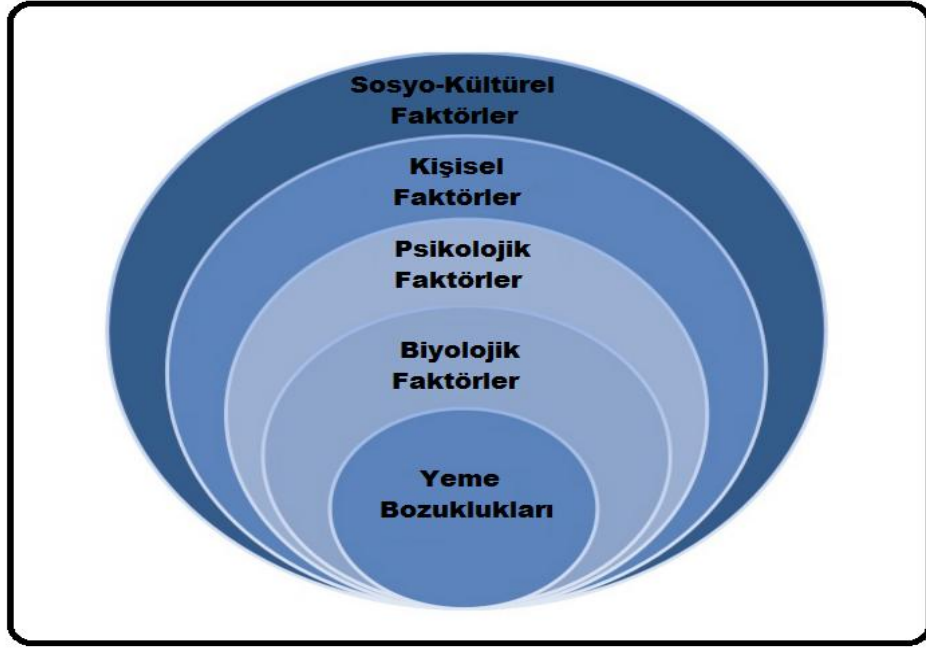 Sosyo-Kültürel
Faktörler
Kişisel
Faktörler
Psikolojik
Faktörler
Biyolojik
Faktörler
Yeme
Bozuklukları